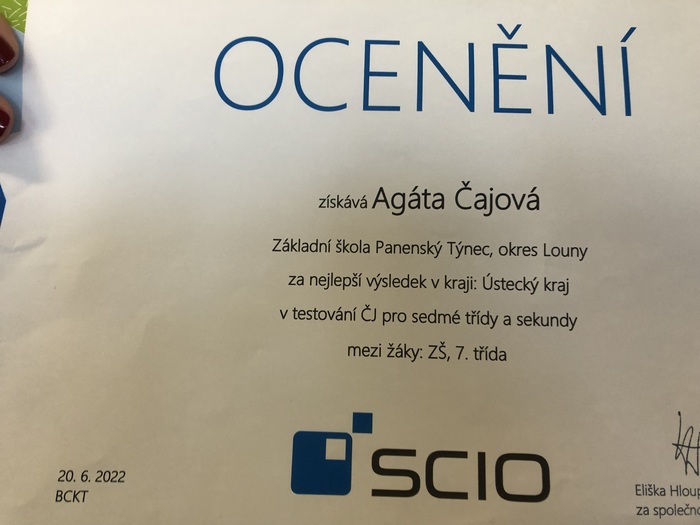 OCENĚNÍ
získává Agáta Čajová
Základní škola Panenský Týnec, okres Louny
za nejlepší výsledek v kraji: Ústecký kraj
v testování ČJ pro sedmé třídy a sekundy
mezi žáky: ZŠ, 7. třída
SCIO
20. 6. 2022
BCKT
Eliška
za